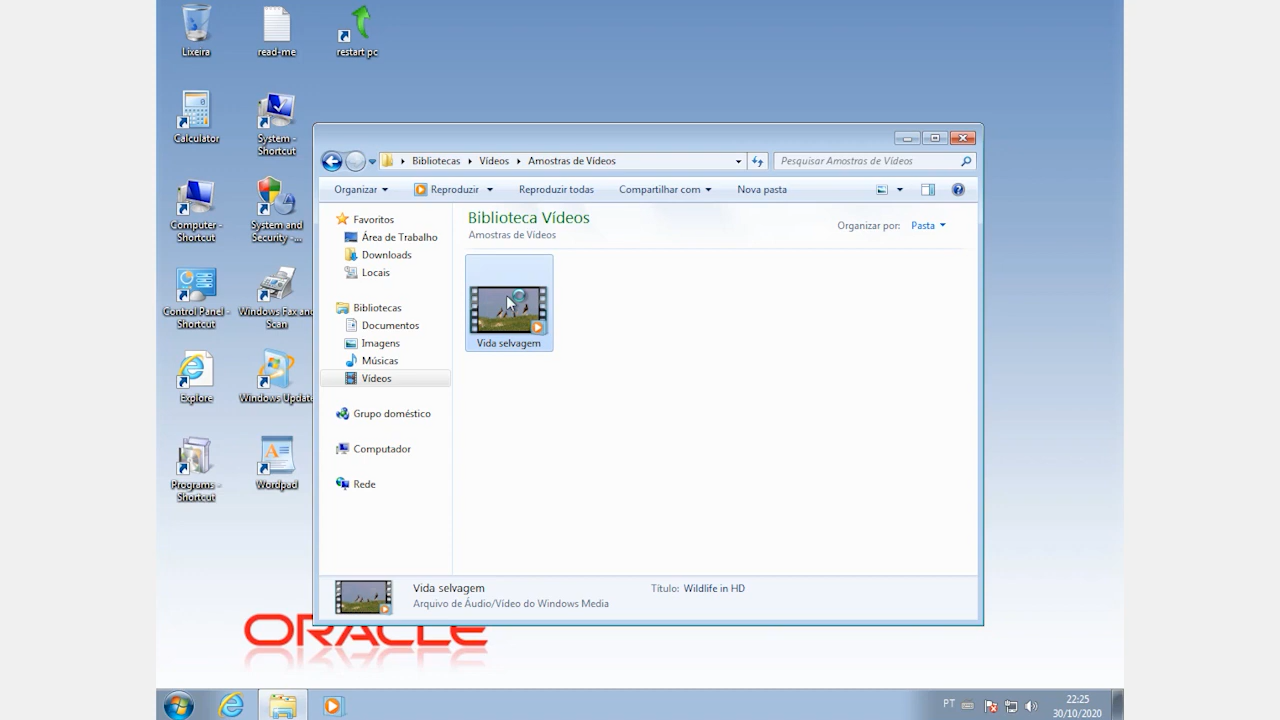 Lixeira
read-me
restart pc
Calculator
System -
Shortcut
Computer -
Shortcut
System and
Security -...
Control Panel -
Shortcut
Windows Fax and
Scan
Explore
Windows Update
Programs -
Shortcut
Wordpad
Bibliotecas
Vídeos
Amostras de Vídeos
Pesquisar Amostras de Vídeos
Organizar
Reproduzir
Reproduzir todas
Compartilhar com
Nova pasta
Favoritos
Área de Trabalho
Downloads
Locais
Bibliotecas
Documentos
Imagens
Músicas
Vídeos
Grupo doméstico
Computador
Rede
Biblioteca Vídeos
Amostras de Vídeos
Organizar por: Pasta
Vida selvagem
Vida selvagem
Arquivo de Áudio/Vídeo do Windows Media
Título: Wildlife in HD
ORACLE
PT
22:25
30/10/2020